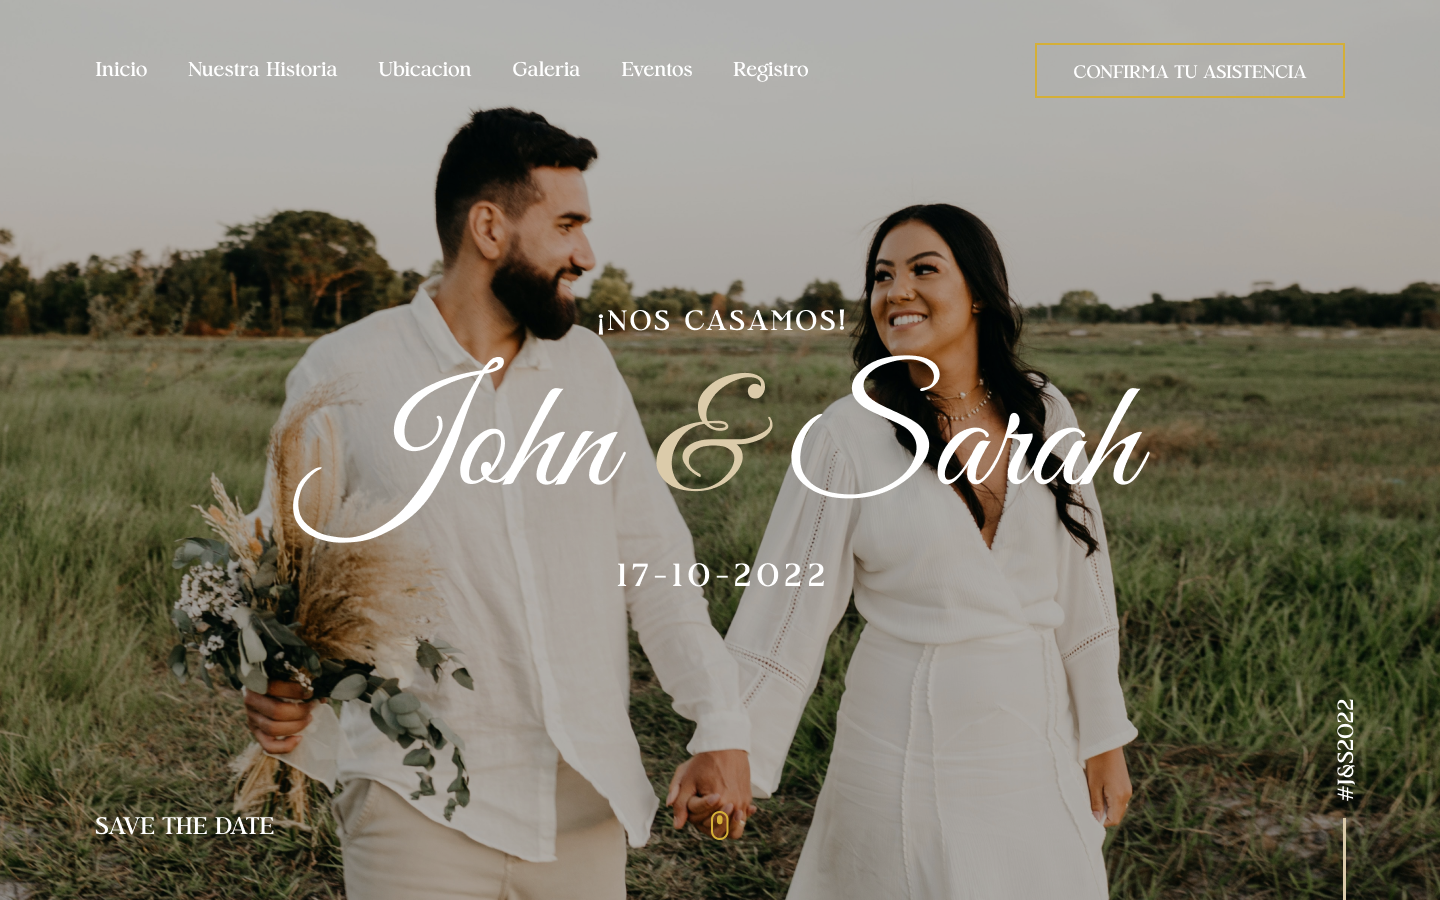 Inicio Nuestra Historia Ubicacion Galeria Eventos Registro CONFIRMA TU ASISTENCIA
¡NOS CASAMOS!
John & Sarah
17-10-2022
#J&S2022
SAVE THE DATE